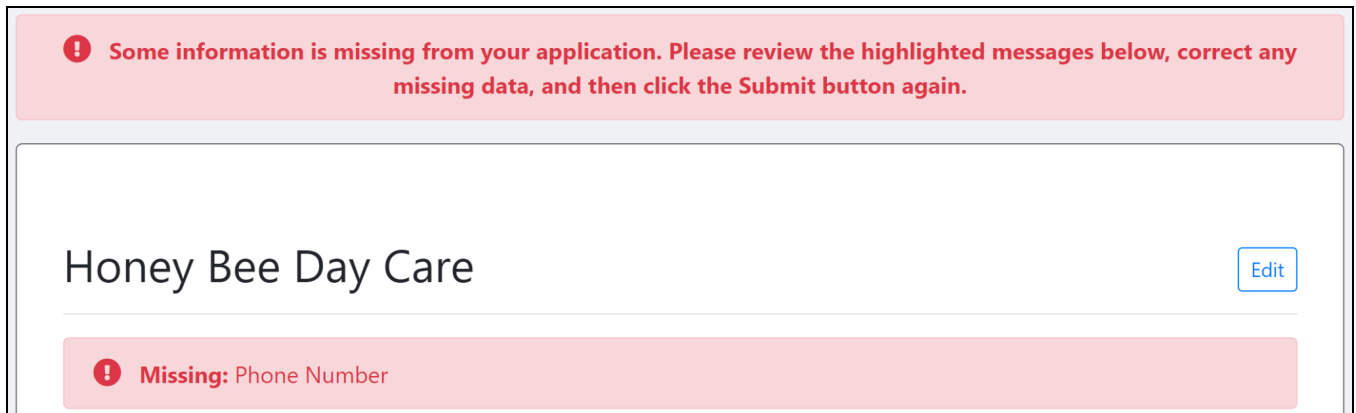 Some information is missing from your application. Please review the highlighted messages below, correct any
missing data, and then click the Submit button again.
Honey Bee Day Care
Edit
Missing: Phone Number